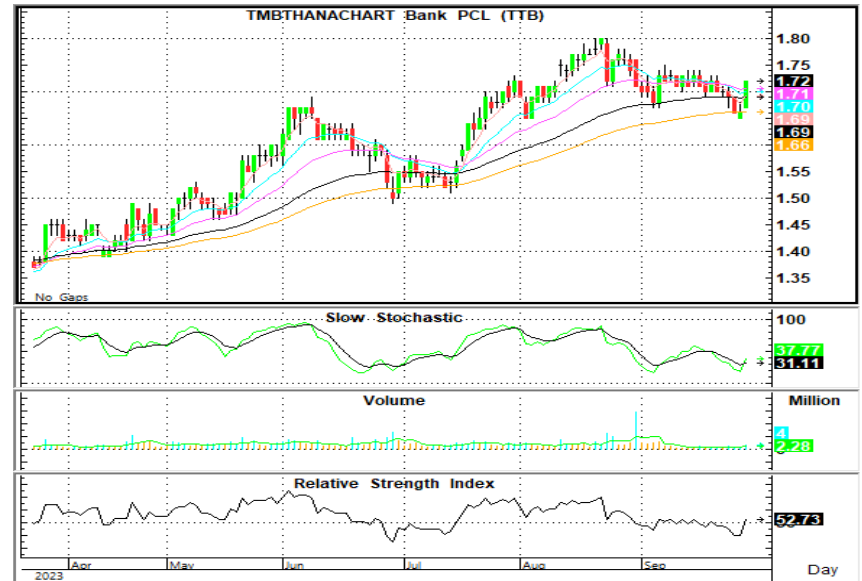 TMBTHANACHART Bank PCL (TTB)
1.80
1.75
1.72
1.71
1.70
1.69
1.69
1.66
1.60
1.55
1.50
1.45
1.40
1.35
No Gaps
Slow Stochastic
100
37.77
31.11
Volume
Million
4
2.28
Relative Strength Index
52.73
Apr May Jun Jul Aug Sep
2023
Day